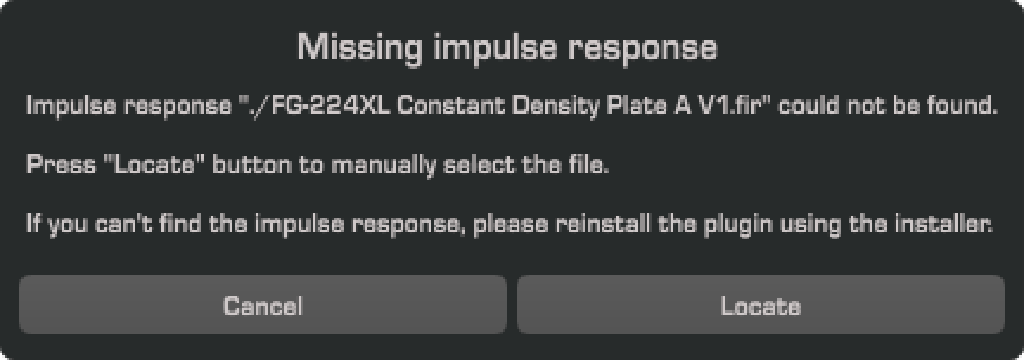 Missing impulse response
Impulse response "./FG-224XL Constant Density Plate A V1.fir" could not be found.
Press "Locate" button to manually select the file.
If you can't find the impulse response, please reinstall the plugin using the installer.
Cancel
Locate